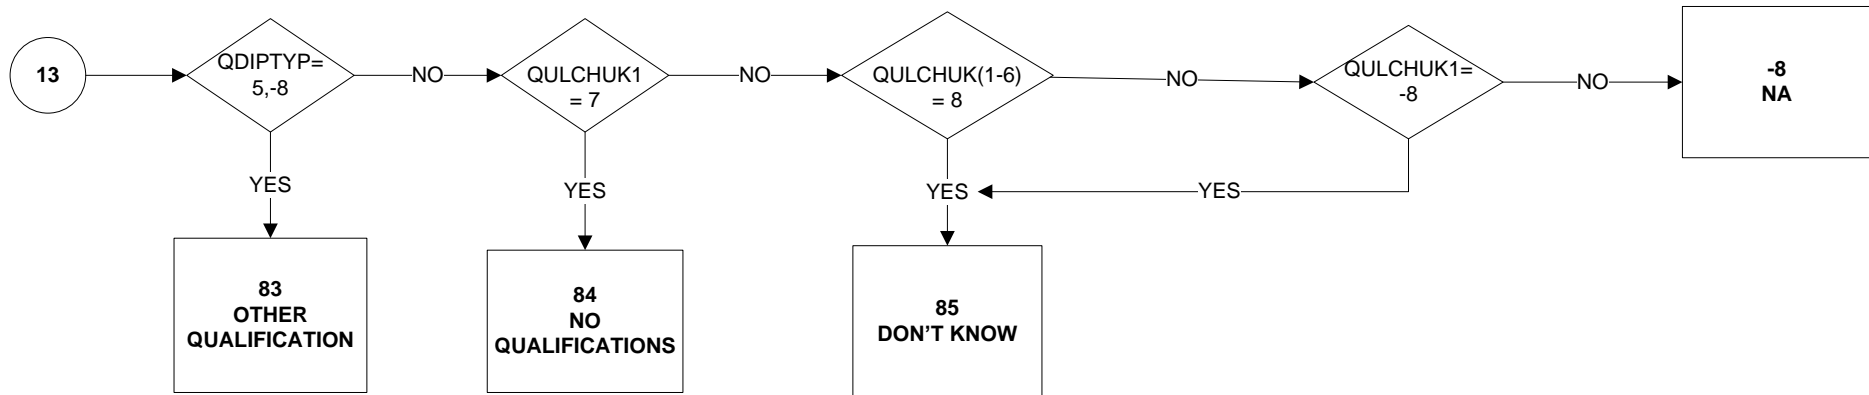 13
QDIPTYP=
5,-8
NO
QULCHUK1
= 7
NO
QULCHUK(1-6)
= 8
NO
QULCHUK1=
-8
NO
-8
NA
YES
YES
YES
YES
83
OTHER
QUALIFICATION
84
NO
QUALIFICATIONS
85
DON'T KNOW